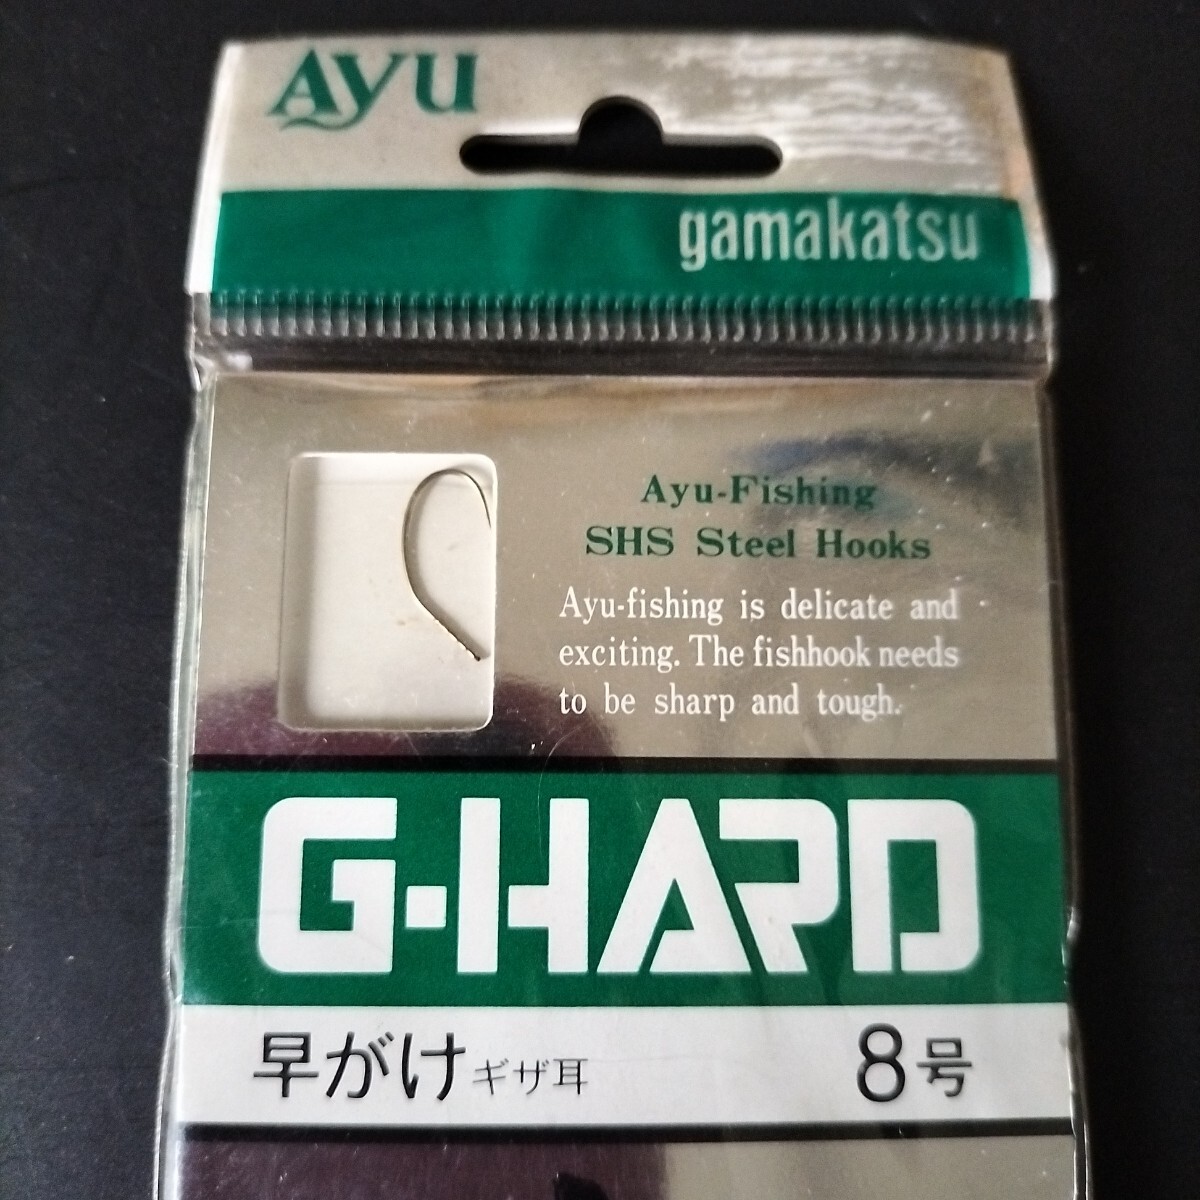 Ayu
gamakatsu
Ayu-Fishing
SHS Steel Hooks
Ayu-fishing is delicate and
exciting. The fishhook needs
to be sharp and tough.
G-HARD
早がけ ギザ耳 8号